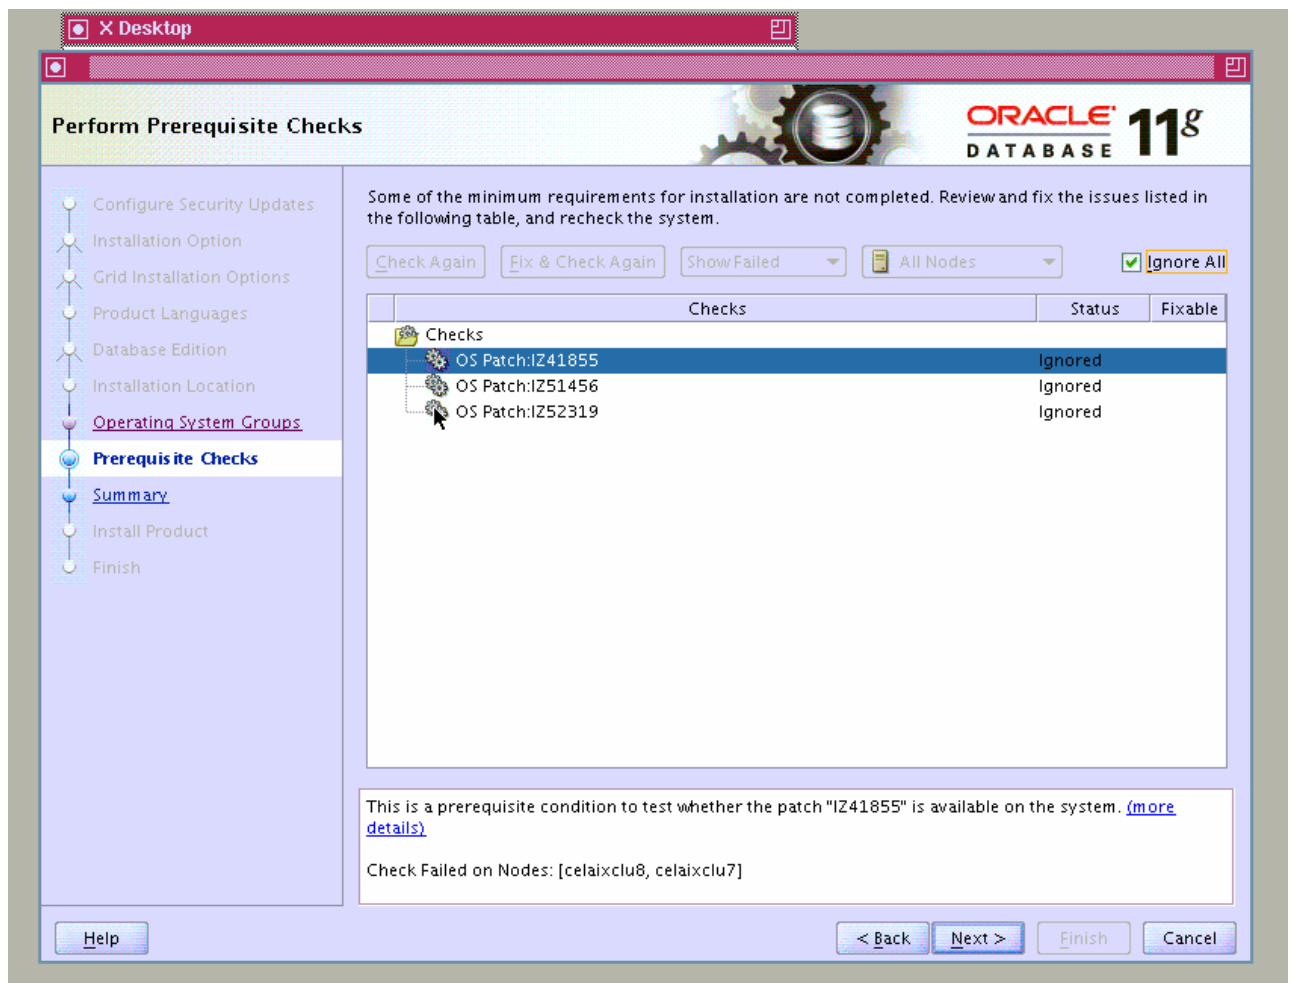 X Desktop
Perform Prerequisite Checks
ORACLE 11g
DATABASE
Configure Security Updates
Installation Option
Grid Installation Options
Product Languages
Database Edition
Installation Location
Operating System Groups
Prerequisite Checks
Summary
Install Product
Finish
Some of the minimum requirements for installation are not completed. Review and fix the issues listed in
the following table, and recheck the system.
Check Again Fix & Check Again Show Failed All Nodes Ignore All
Checks Status Fixable
Checks
OS Patch:IZ41855 Ignored
OS Patch:IZ51456 Ignored
OS Patch:IZ52319 Ignored
This is a prerequisite condition to test whether the patch "IZ41855" is available on the system. (more
details)
Check Failed on Nodes: [celaixclu8, celaixclu7]
Help < Back Next > Finish Cancel